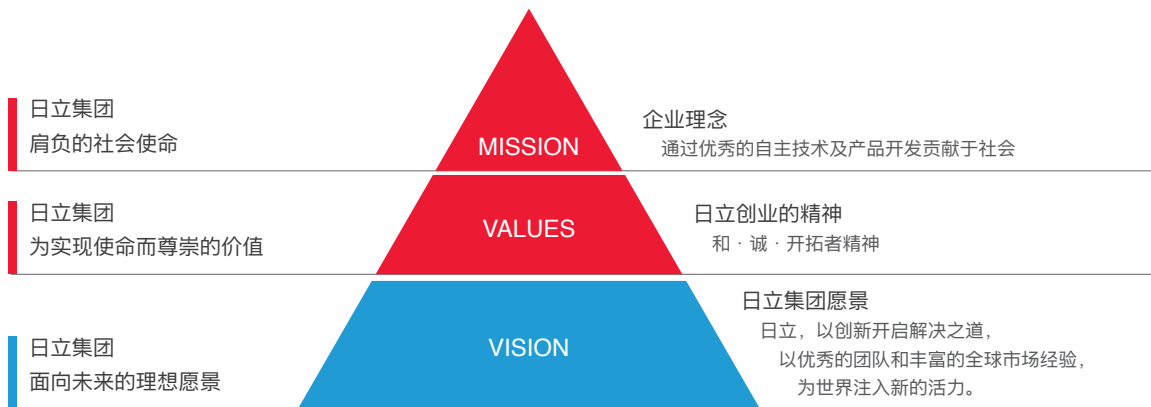 日立集团
肩负的社会使命
MISSION
企业理念
通过优秀的自主技术及产品开发贡献于社会
日立集团
为实现使命而尊崇的价值
VALUES
日立创业的精神
和 · 诚 · 开拓者精神
日立集团
面向未来的理想愿景
VISION
日立集团愿景
日立，以创新开启解决之道，
以优秀的团队和丰富的全球市场经验，
为世界注入新的活力。